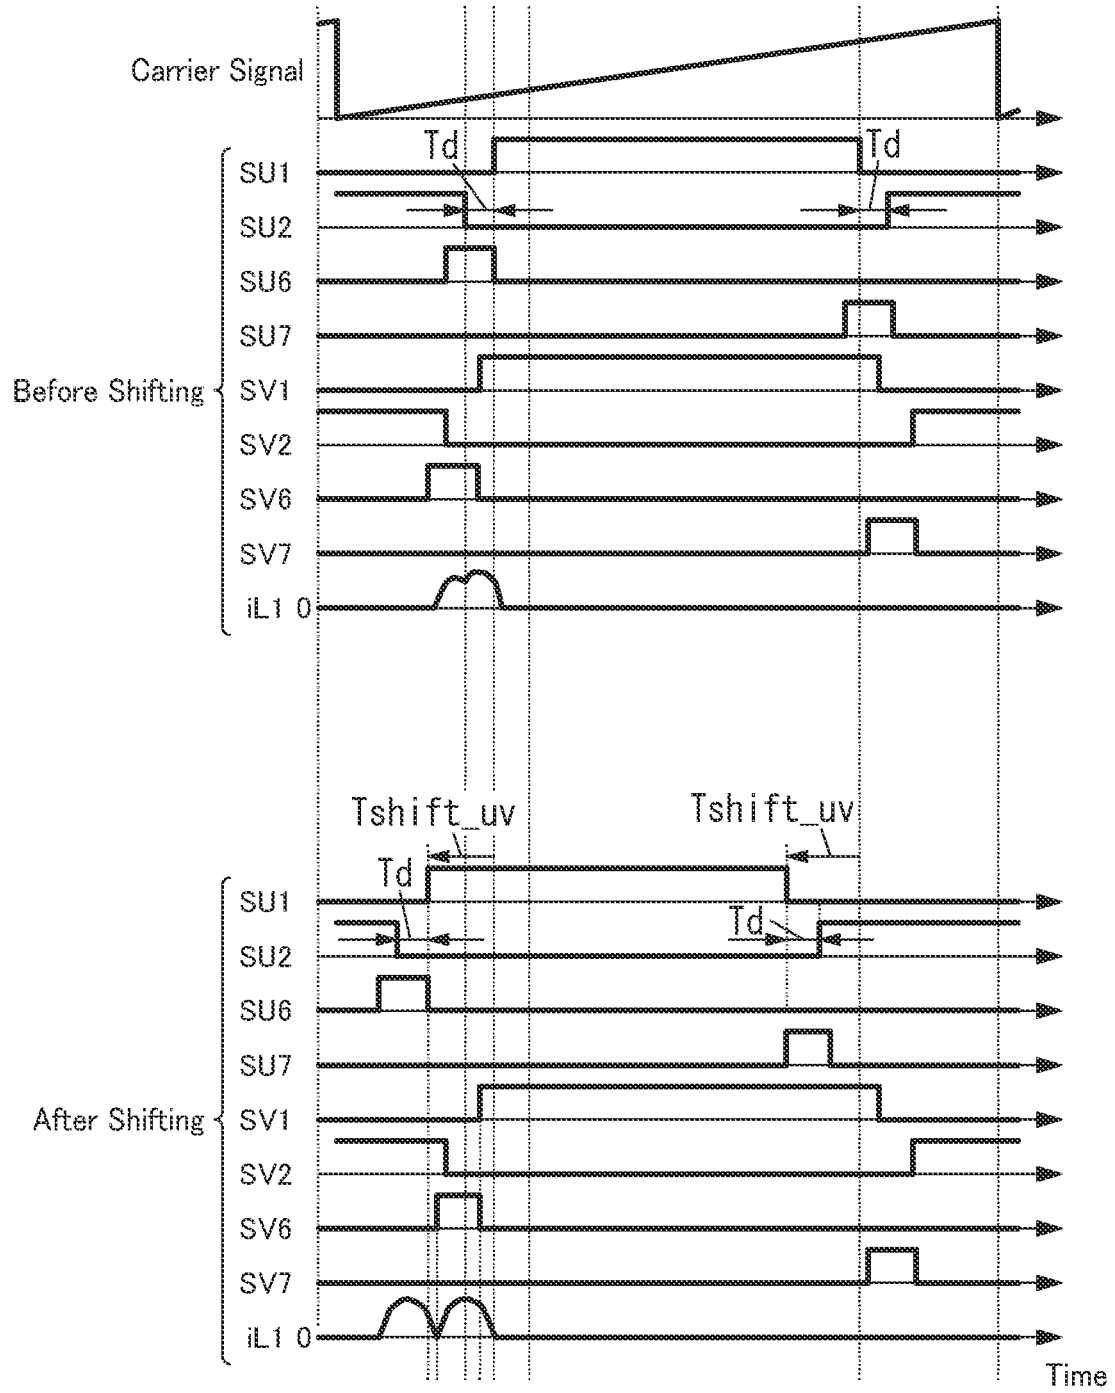 Carrier Signal
Td
Td
SU1
SU2
SU6
SU7
Before Shifting
SV1
SV2
SV6
SV7
iL1 0
Tshift_uv
Tshift_uv
Td
SU1
Td
SU2
SU6
SU7
After Shifting
SV1
SV2
SV6
SV7
iL1 0
Time